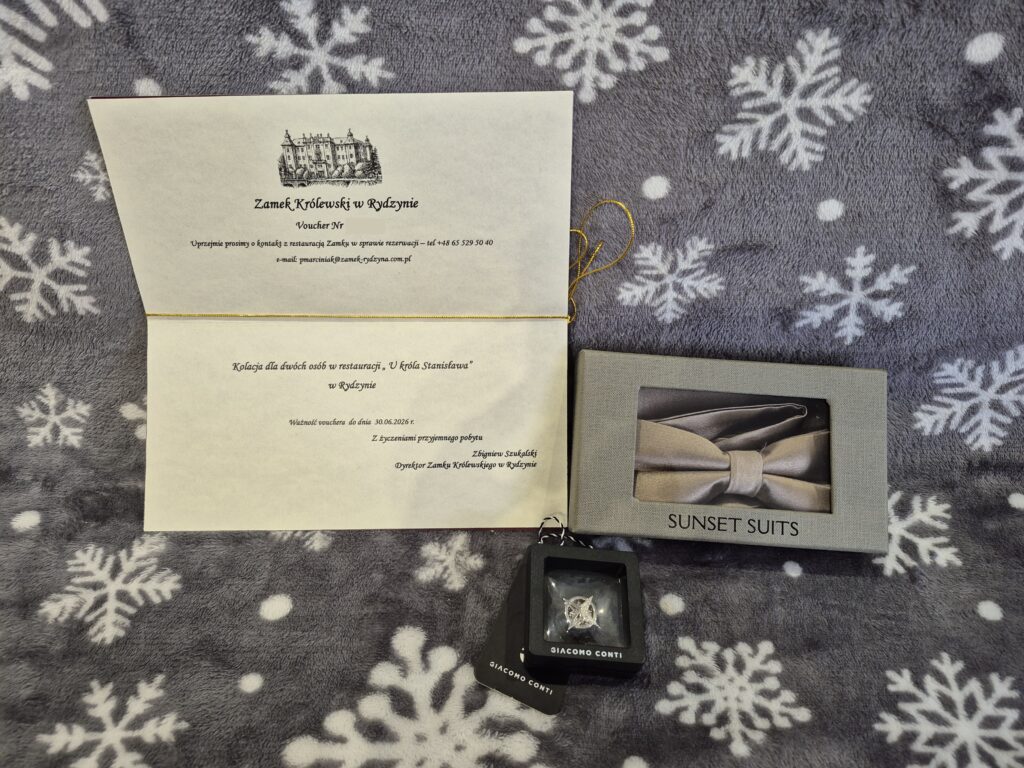 Zamek Królewski w Rydzynie
Voucher Nr
Uprzejmie prosimy o kontakt z restauracją Zamku w sprawie rezerwacji – tel +48 65 529 50 40
e-mail: pmarciniak@zamek-rydzyna.com.pl
Kolacja dla dwóch osób w restauracji „ U króla Stanisława”
w Rydzynie
Ważność vouchera do dnia 30.06.2026 r.
Z życzeniami przyjemnego pobytu
Zbigniew Szukalski
Dyrektor Zamku Królewskiego w Rydzynie
SUNSET SUITS
GIACOMO CONTI
GIACOMO CONTI